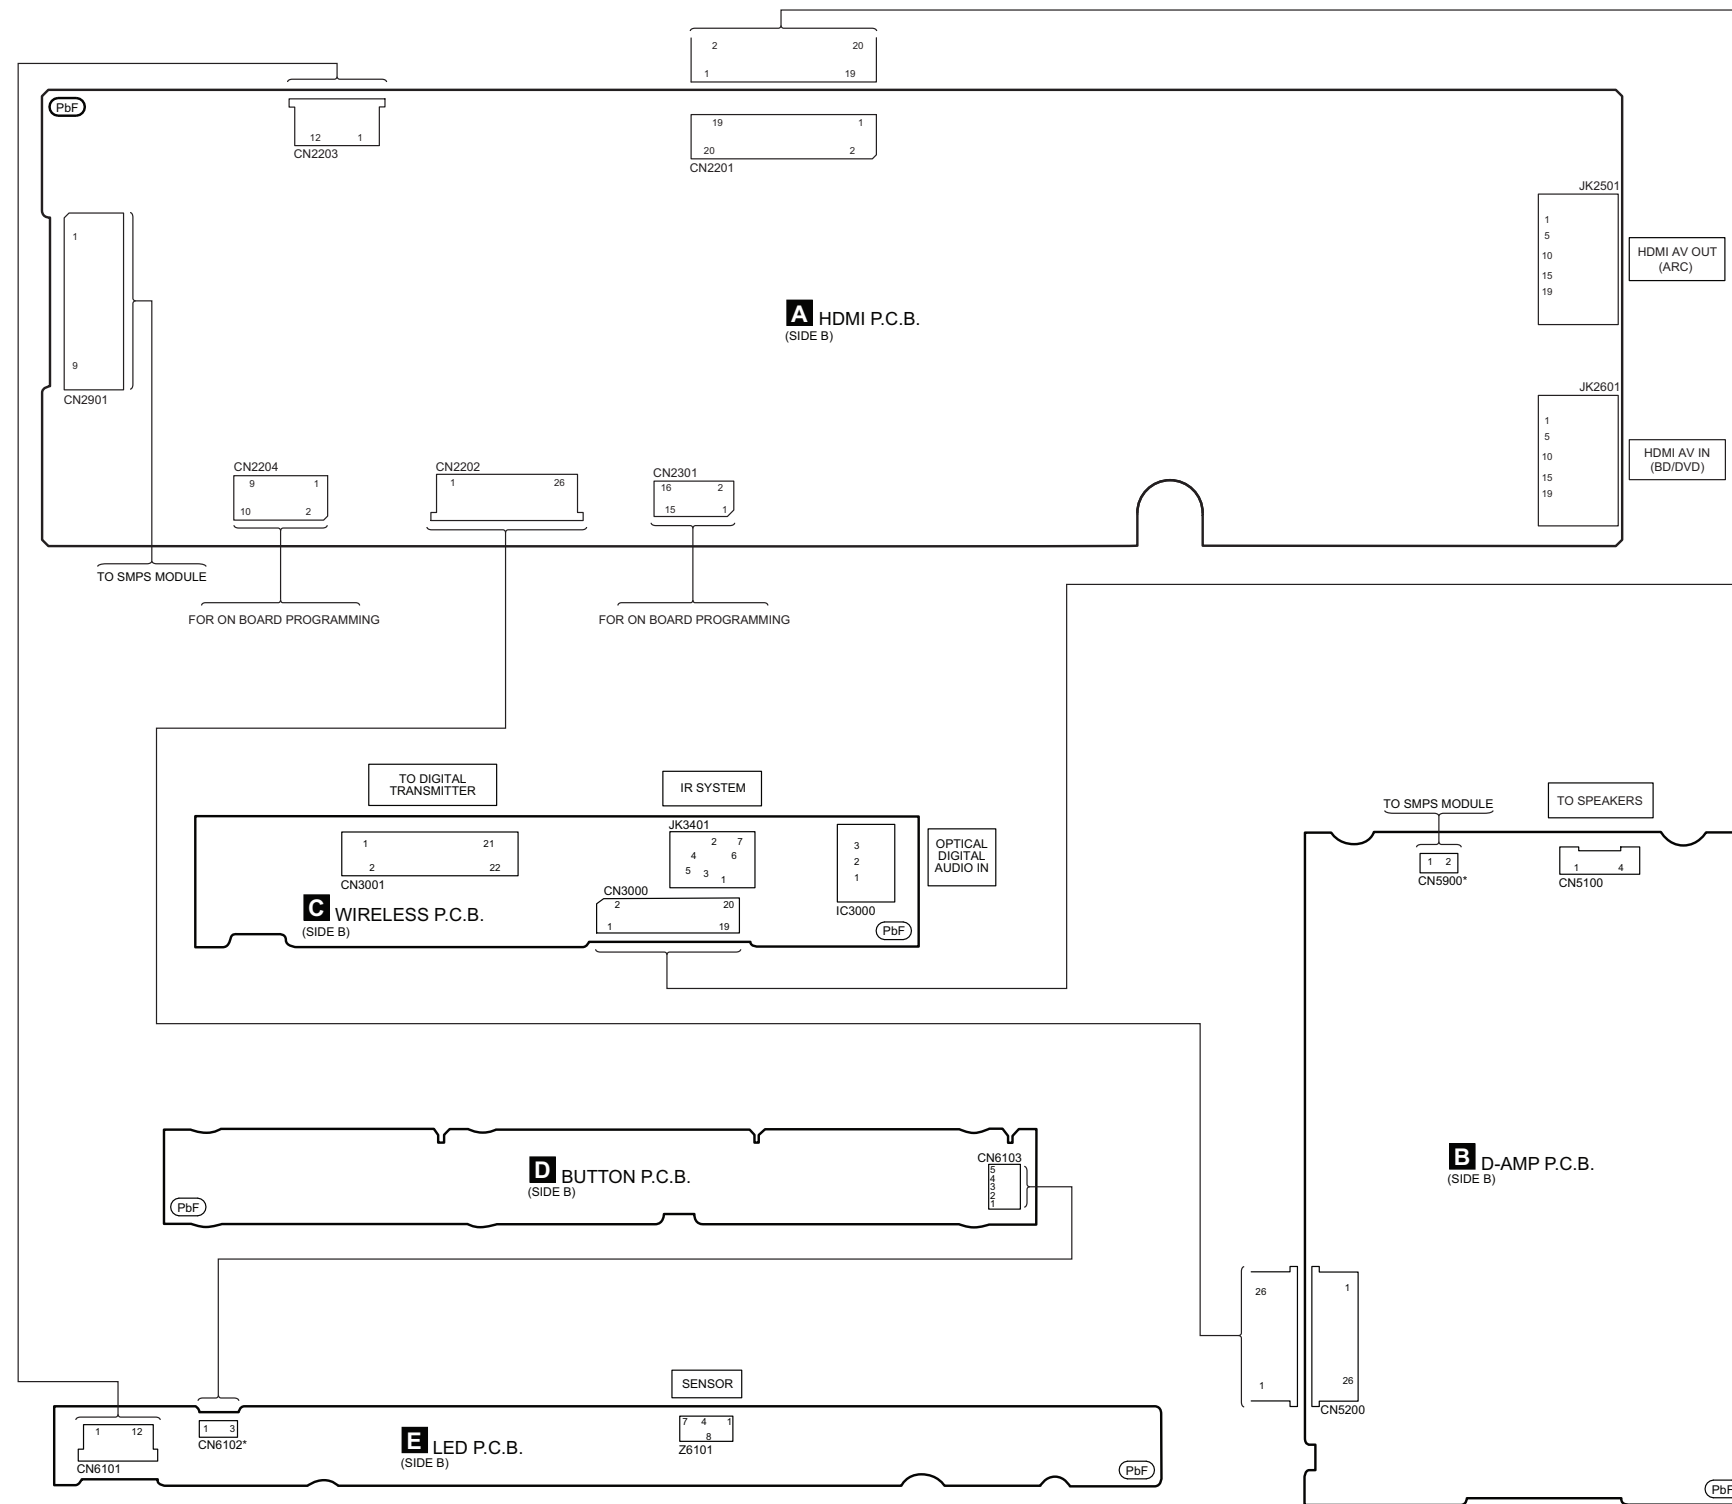 2 20
1 19
PbF
12 1
CN2203
19 1
20 2
CN2201
JK2501
1
5
10
15
19
HDMI AV OUT
(ARC)
1
9
CN2901
A HDMI P.C.B.
(SIDE B)
JK2601
1
5
10
15
19
HDMI AV IN
(BD/DVD)
CN2204
9 1
10 2
CN2202
1 26
CN2301
16 2
15 1
TO SMPS MODULE
FOR ON BOARD PROGRAMMING
FOR ON BOARD PROGRAMMING
TO DIGITAL
TRANSMITTER
IR SYSTEM
JK3401
2 7
4 6
5 3 1
1 21
2 22
CN3001
3
2
1
IC3000
OPTICAL
DIGITAL
AUDIO IN
CN3000
2 20
1 19
C WIRELESS P.C.B.
(SIDE B)
PbF
TO SMPS MODULE
TO SPEAKERS
1 2
CN5900*
1 4
CN5100
D BUTTON P.C.B.
(SIDE B)
PbF
CN6103
5
4
3
2
1
B D-AMP P.C.B.
(SIDE B)
26
1
1
26
CN5200
SENSOR
1 12
CN6101
1 3
CN6102*
E LED P.C.B.
(SIDE B)
7 4 1
8
Z6101
PbF
PbF